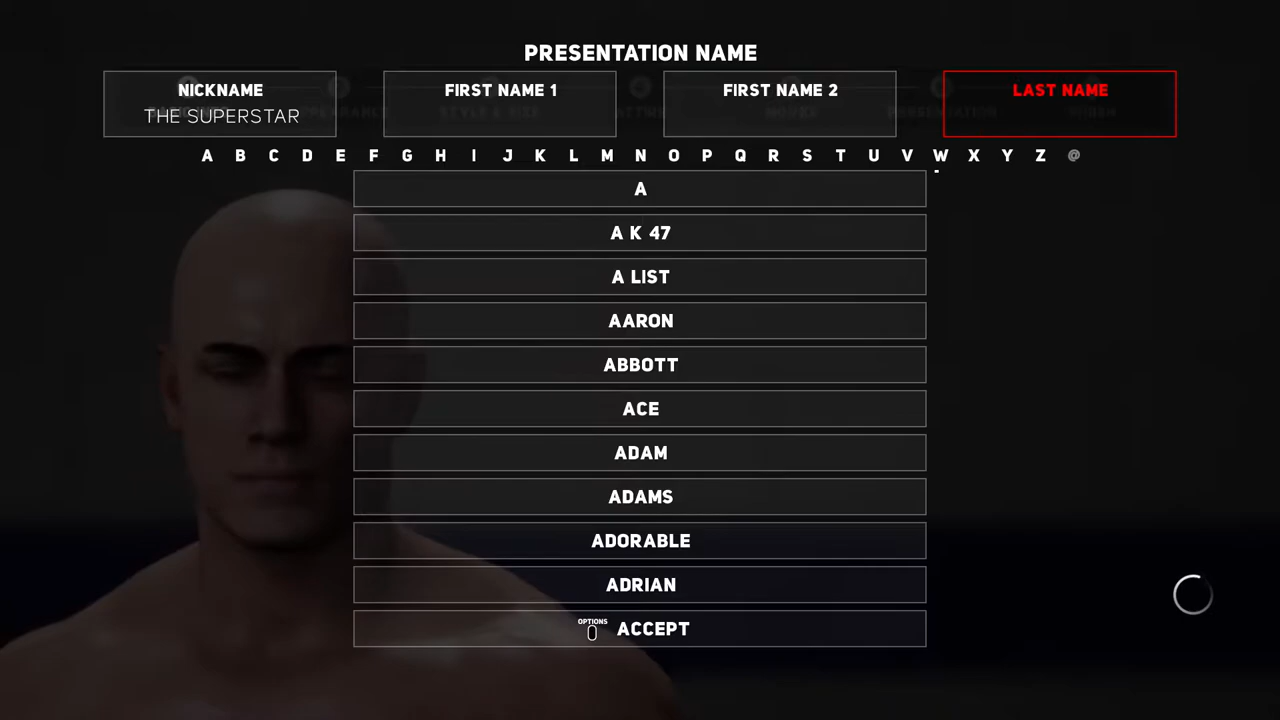 PRESENTATION NAME
NICKNAME
THE SUPERSTAR
FIRST NAME 1
FIRST NAME 2
LAST NAME
A B C D E F G H I J K L M N O P Q R S T U V W X Y Z @
A
A K 47
A LIST
AARON
ABBOTT
ACE
ADAM
ADAMS
ADORABLE
ADRIAN
OPTIONS
ACCEPT